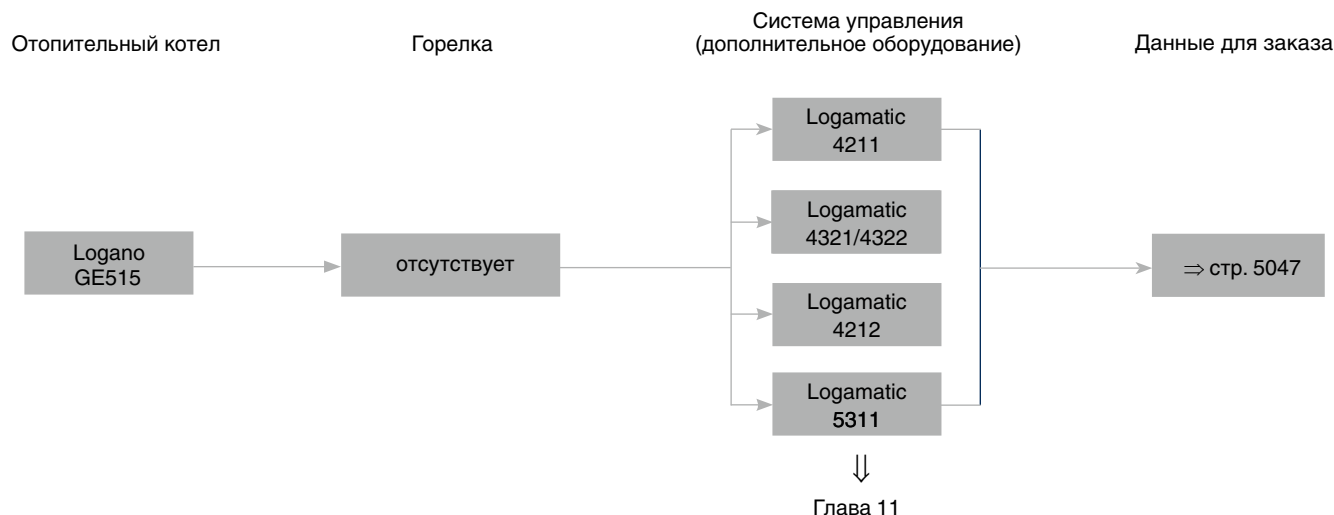 Отопительный котел
Горелка
Система управления
(дополнительное оборудование)
Данные для заказа
Logano
GE515
отсутствует
Logamatic
4211
Logamatic
4321/4322
Logamatic
4212
Logamatic
5311
⇒ стр. 5047
⇓
Глава 11